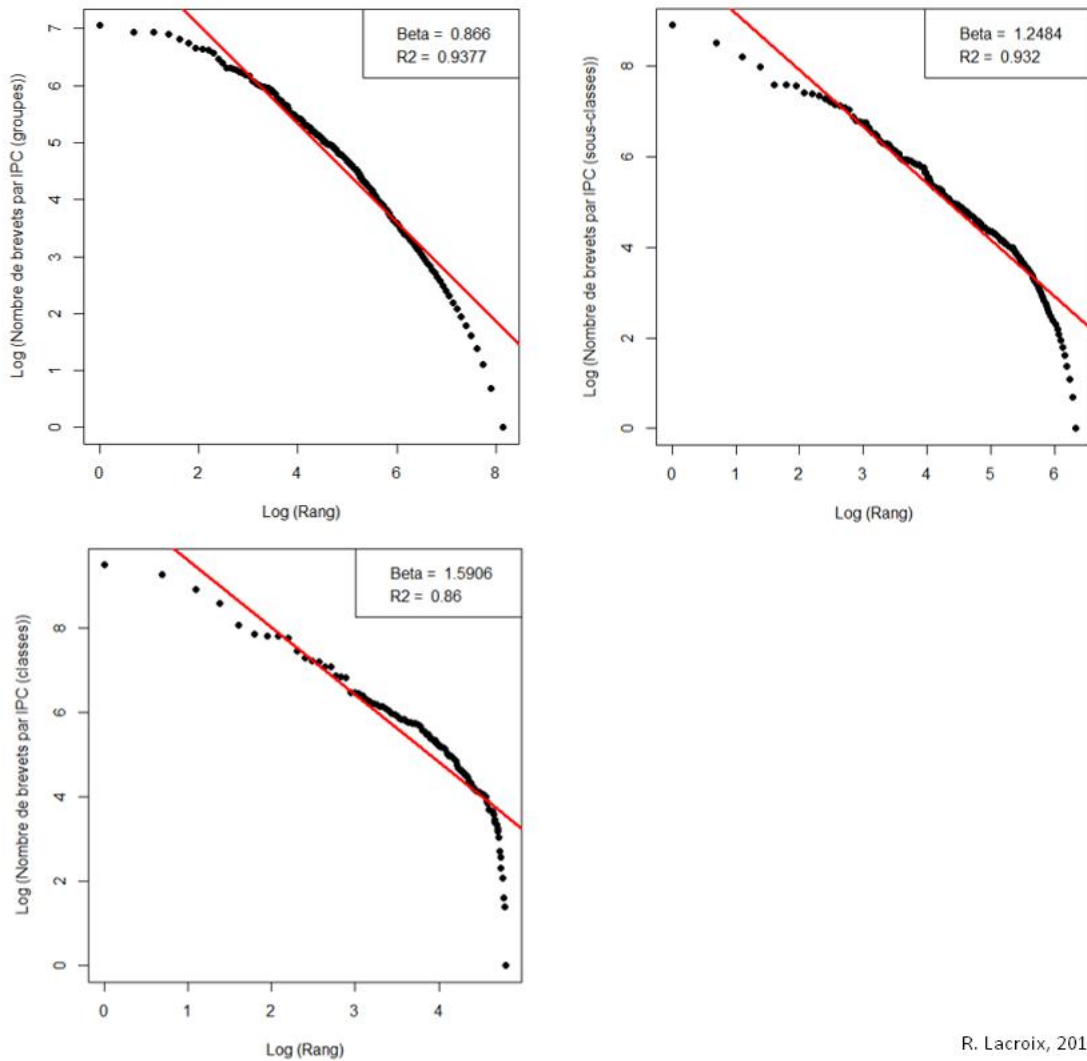 Beta = 0.866
R2 = 0.9377
Log (Nombre de brevets par IPC (groupes))
7
6
5
4
3
2
1
0
0 2 4 6 8
Log (Rang)
Beta = 1.2484
R2 = 0.932
Log (Nombre de brevets par IPC (sous-classes))
8
6
4
2
0
0 1 2 3 4 5 6
Log (Rang)
Beta = 1.5906
R2 = 0.86
Log (Nombre de brevets par IPC (classes))
8
6
4
2
0
0 1 2 3 4
Log (Rang)
R. Lacroix, 201